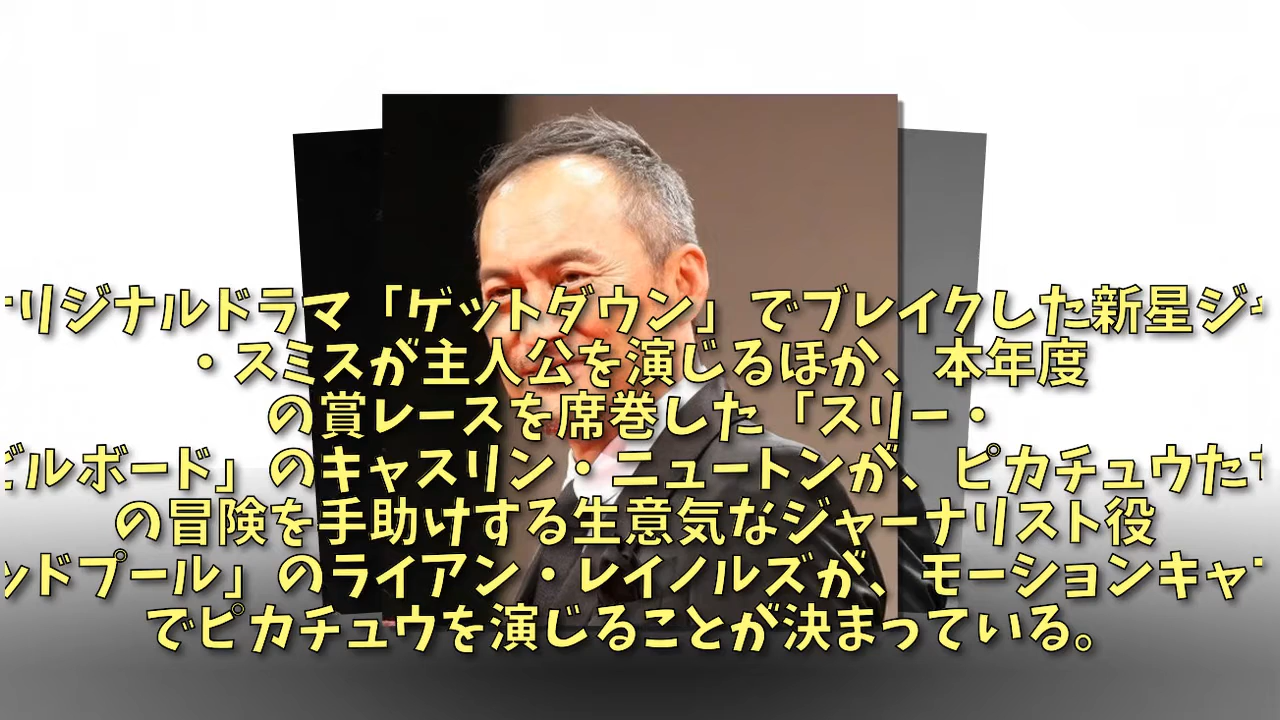 リジナルドラマ「ゲットダウン」でブレイクした新星ジャ
・スミスが主人公を演じるほか、本年度
の賞レースを席巻した「スリー・
ビルボード」のキャスリン・ニュートンが、ピカチュウたち
の冒険を手助けする生意気なジャーナリスト役
ッドプール」のライアン・レイノルズが、モーションキャプ
でピカチュウを演じることが決まっている。